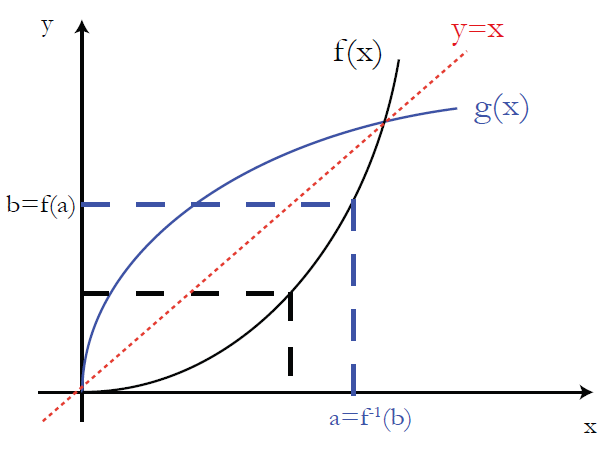 y
y=x
f(x)
g(x)
b=f(a)
a=f⁻¹(b)
x